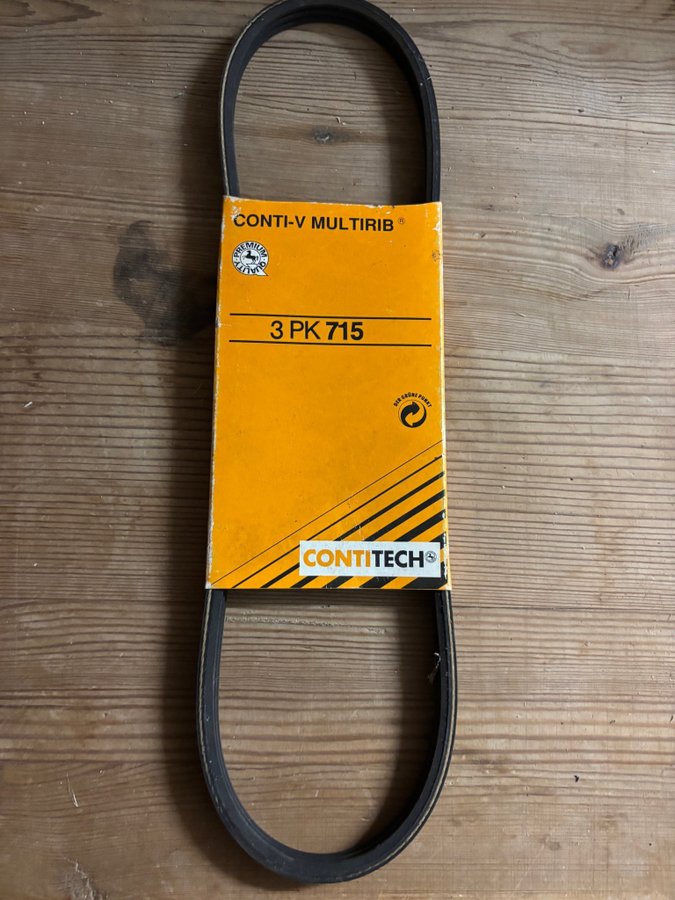 CONTI-V MULTIRIB ®
PREMIUM QUALITY
3 PK 715
DER GRÜNE PUNKT
CONTITECH